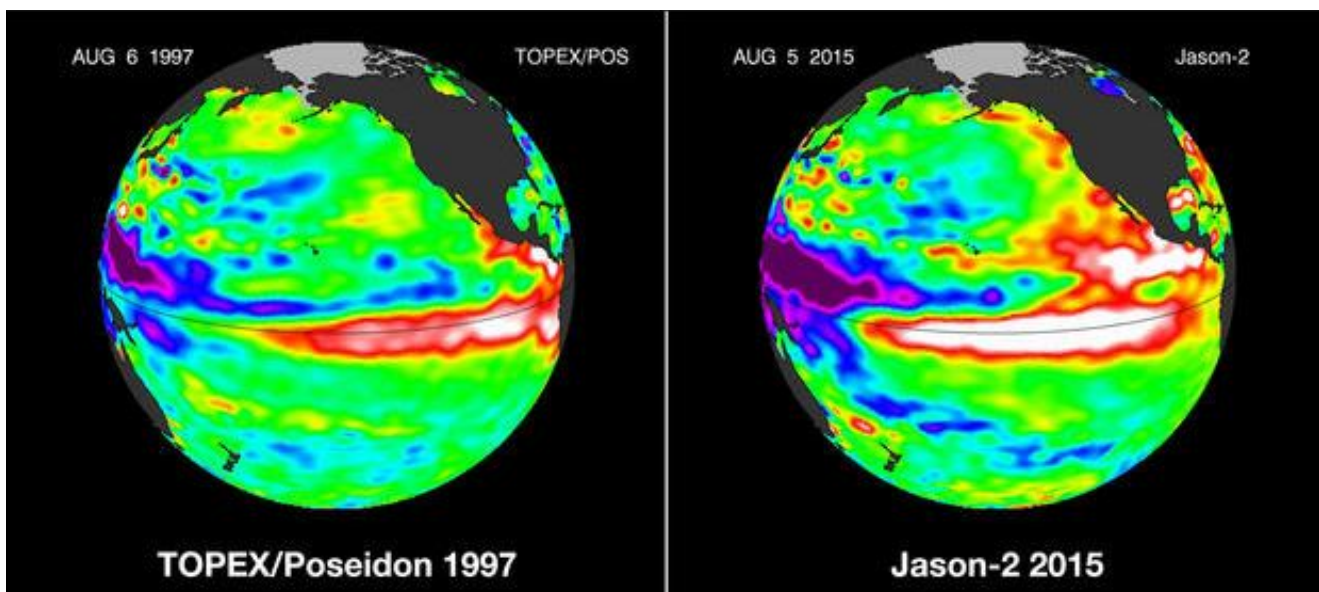 AUG 6 1997
TOPEX/POS
TOPEX/Poseidon 1997
AUG 5 2015
Jason-2
Jason-2 2015